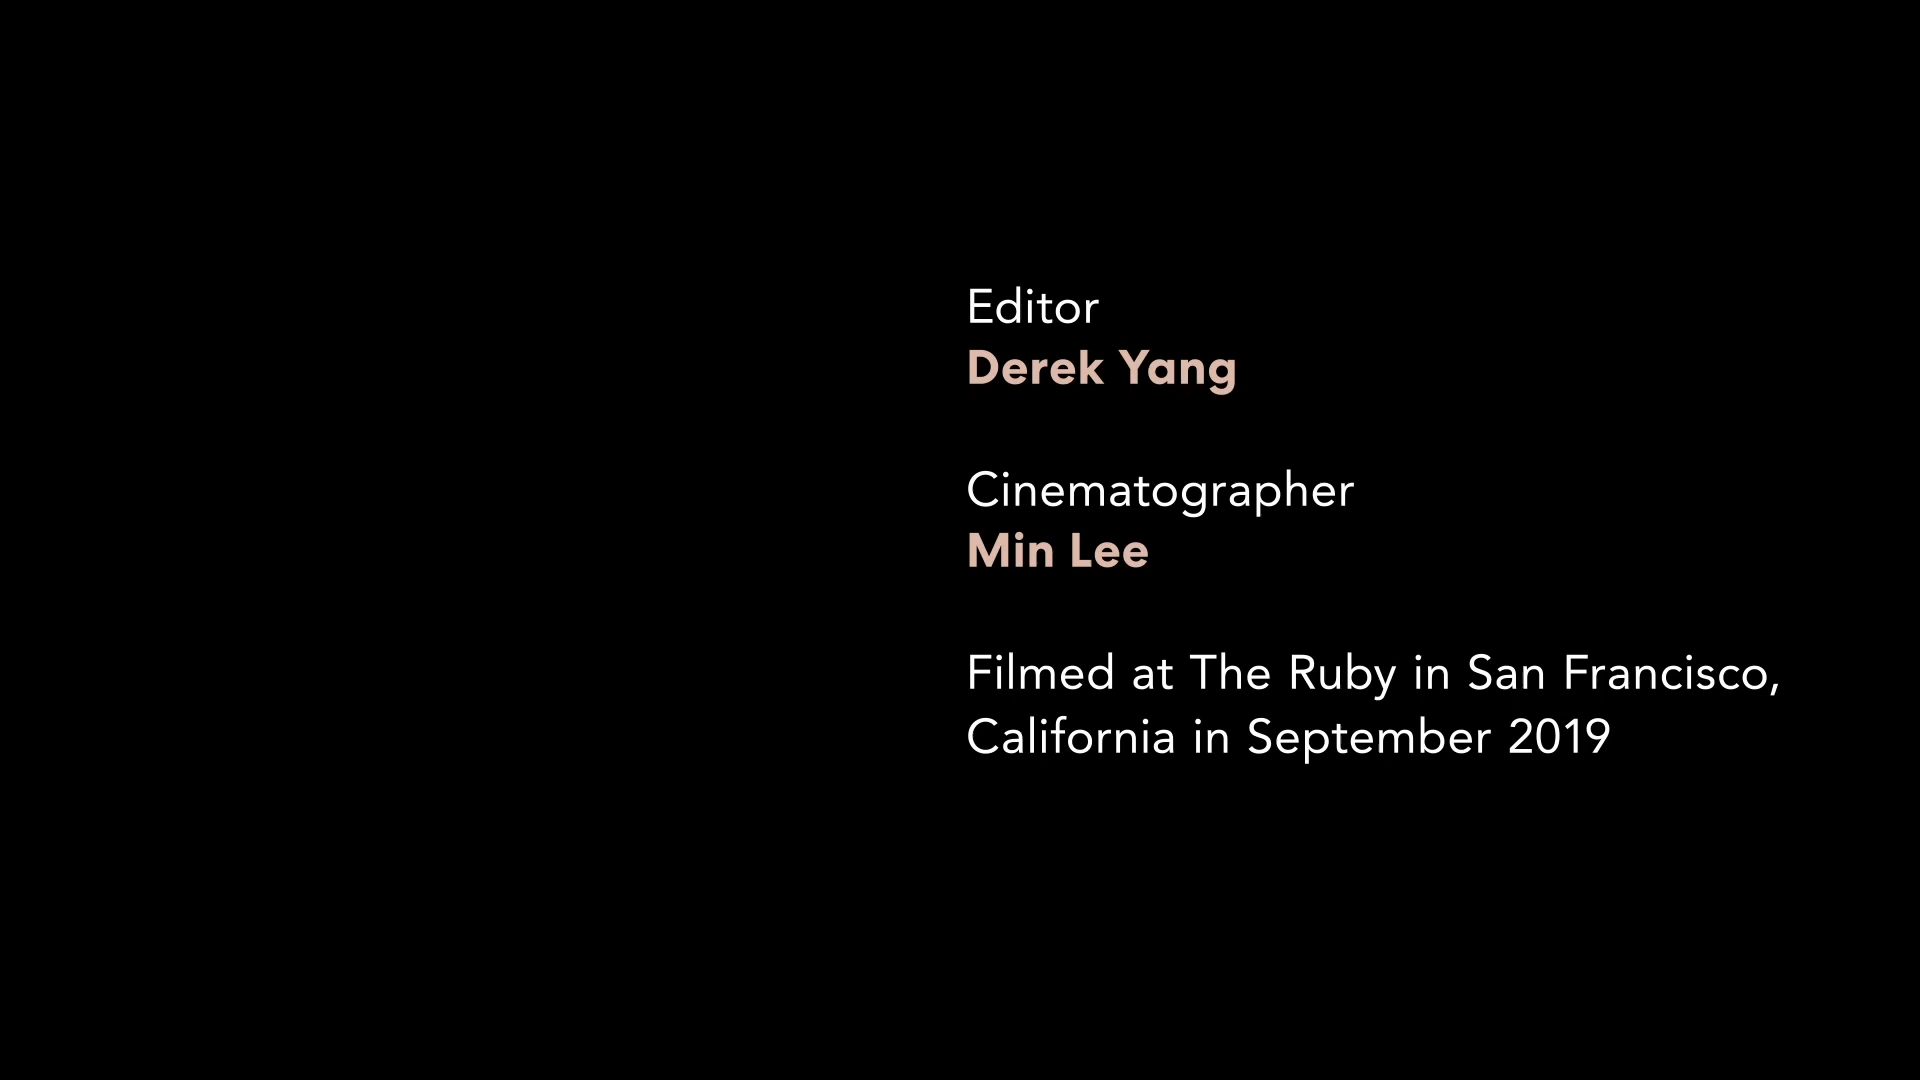 Editor
Derek Yang
Cinematographer
Min Lee
Filmed at The Ruby in San Francisco,
California in September 2019